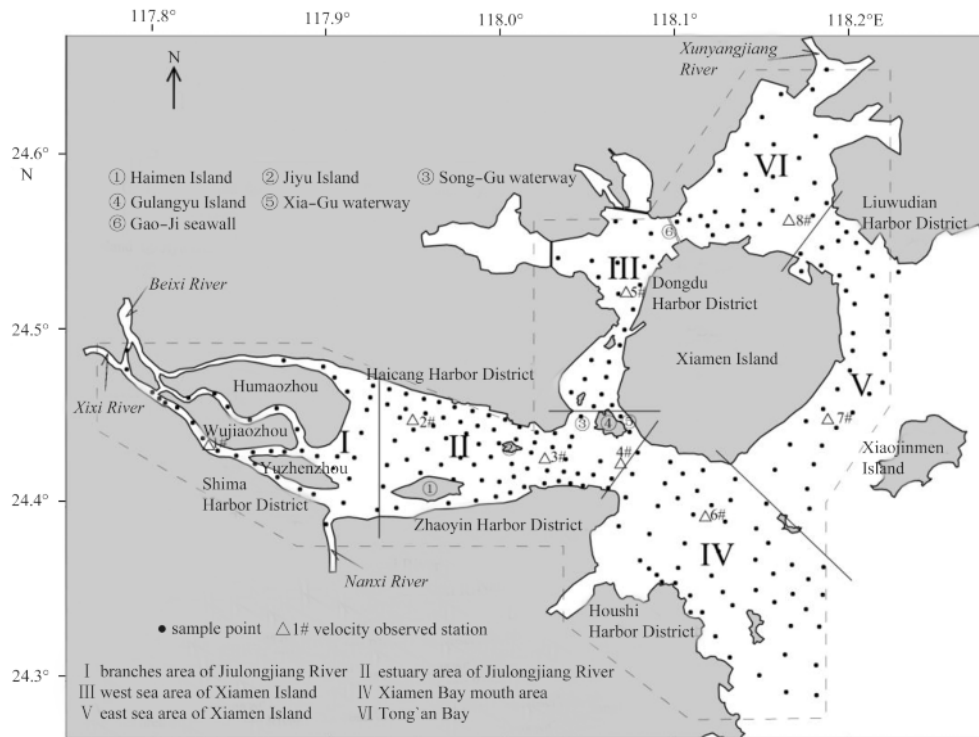 117.8° 117.9° 118.0° 118.1° 118.2°E
Xunyangjiang
River
24.6°
N
N
① Haimen Island ② Jiyu Island ③ Song-Gu waterway
④ Gulangyu Island ⑤ Xia-Gu waterway
⑥ Gao-Ji seawall
VI
△8#
Liuwudian
Harbor District
⑥
III
△5#
Dongdu
Harbor District
Beixi River
24.5°
Xiamen Island
Haicang Harbor District
Humaozhou
Xixi River
V
Wujiaozhou
△2#
③ ④ ⑤
△7#
1#
I
II
②
△3#
4#
Xiaojinmen
Island
Yuzhenzhou
Shima
Harbor District
①
24.4°
△6#
Zhaoyin Harbor District
IV
Nanxi River
Houshi
Harbor District
● sample point △1# velocity observed station
24.3°
I branches area of Jiulongjiang River II estuary area of Jiulongjiang River
III west sea area of Xiamen Island IV Xiamen Bay mouth area
V east sea area of Xiamen Island VI Tong`an Bay